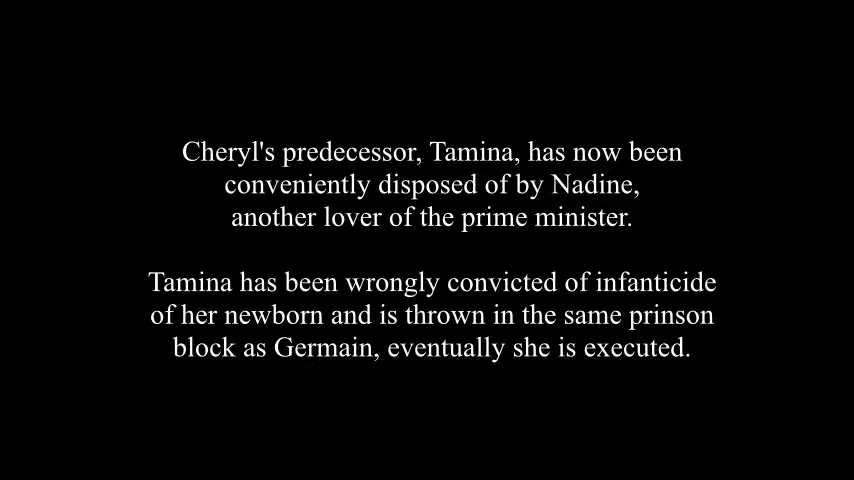 Cheryl's predecessor, Tamina, has now been
conveniently disposed of by Nadine,
another lover of the prime minister.
Tamina has been wrongly convicted of infanticide
of her newborn and is thrown in the same prinson
block as Germain, eventually she is executed.